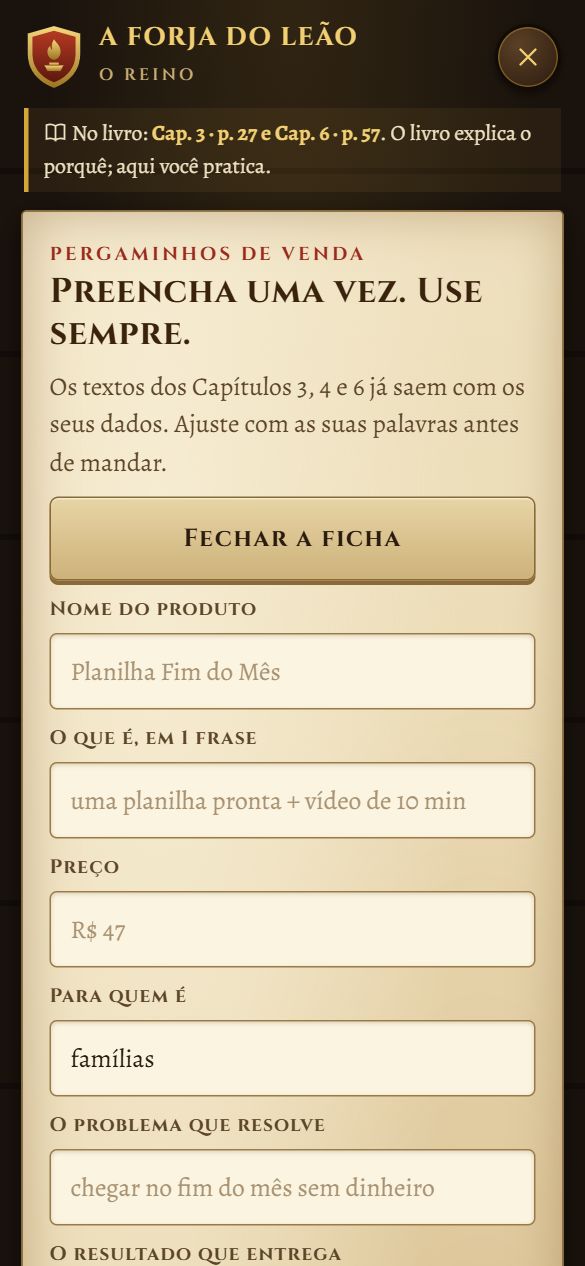 A FORJA DO LEÃO
O REINO
No livro: Cap. 3 · p. 27 e Cap. 6 · p. 57. O livro explica o
porquê; aqui você pratica.
PERGAMINHOS DE VENDA
Preencha uma vez. Use
sempre.
Os textos dos Capítulos 3, 4 e 6 já saem com os
seus dados. Ajuste com as suas palavras antes
de mandar.
Fechar a ficha
Nome do produto
Planilha Fim do Mês
O que é, em 1 frase
uma planilha pronta + vídeo de 10 min
Preço
R$ 47
Para quem é
famílias
O problema que resolve
chegar no fim do mês sem dinheiro
O resultado que entrega